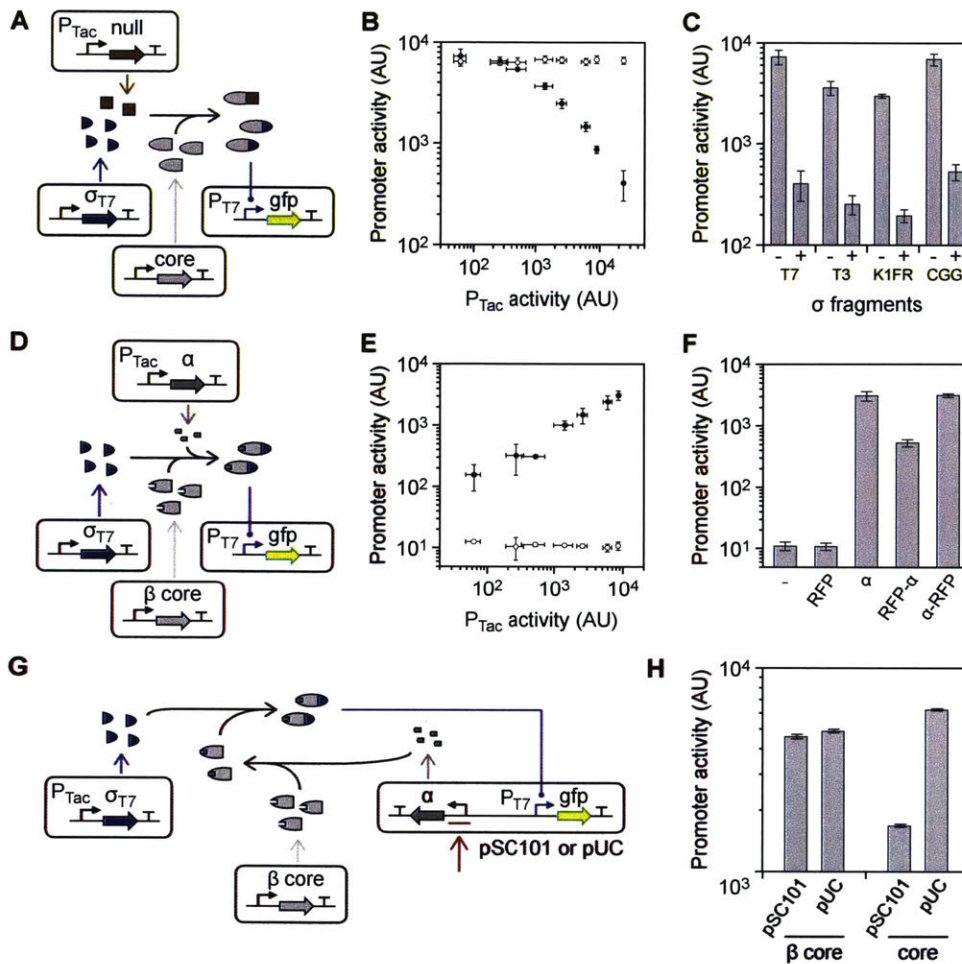 A
P_Tac null
σ_T7
P_T7 gfp
core
B
Promoter activity (AU)
10^4
10^3
10^2
10^2 10^3 10^4
P_Tac activity (AU)
C
Promoter activity (AU)
10^4
10^3
10^2
- + - + - + - +
T7 T3 K1FR CGG
σ fragments
D
P_Tac α
σ_T7
P_T7 gfp
β core
E
Promoter activity (AU)
10^4
10^3
10^2
10^1
10^2 10^3 10^4
P_Tac activity (AU)
F
Promoter activity (AU)
10^4
10^3
10^2
10^1
- RFP α RFP-α α-RFP
G
P_Tac σ_T7
α P_T7 gfp
pSC101 or pUC
β core
H
Promoter activity (AU)
10^4
10^3
pSC101 pUC pSC101 pUC
β core core